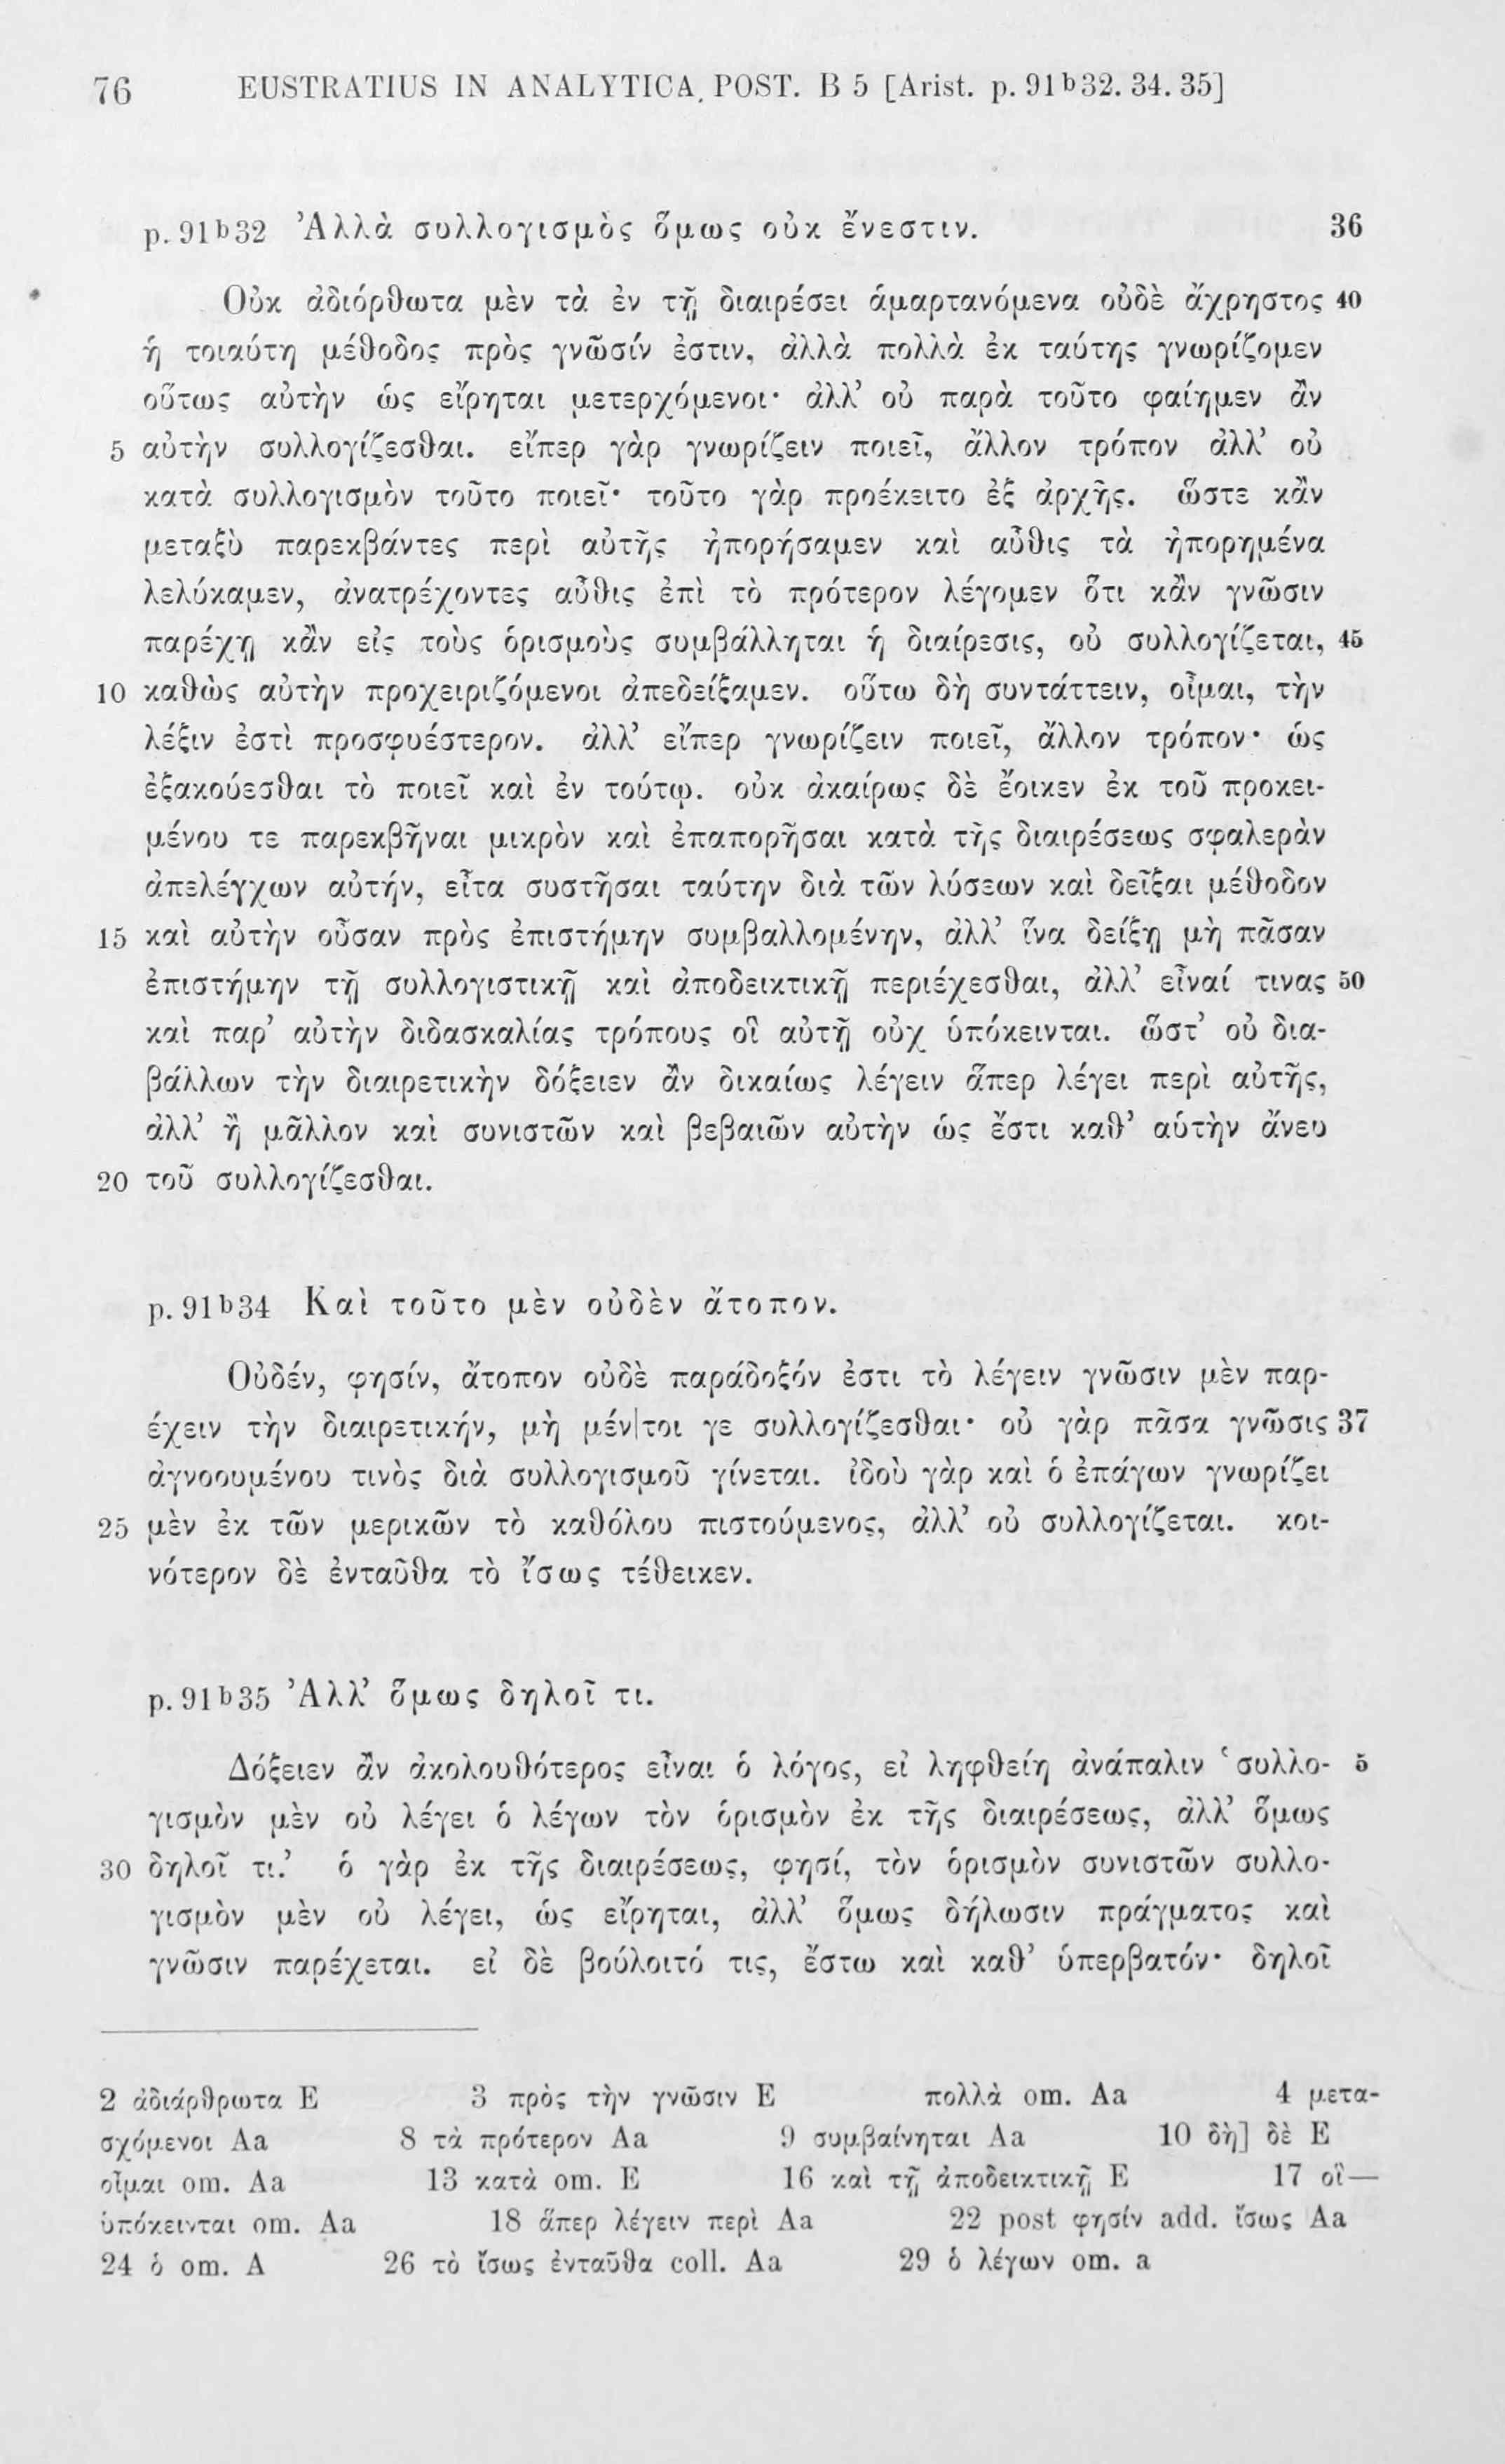 76 EUSTRATIUS IN ANALYTICA POST. B 5 [Arist. p. 91b32. 34. 35]
p. 91b32 Ἀλλὰ συλλογισμὸς ὅμως οὐκ ἔνεστιν. 36
Οὐκ ἀδιόρθωτα μὲν τὰ ἐν τῇ διαιρέσει ἁμαρτανόμενα οὐδὲ ἄχρηστος 40
ἡ τοιαύτη μέθοδος πρὸς γνῶσίν ἐστιν, ἀλλὰ πολλὰ ἐκ ταύτης γνωρίζομεν
οὕτως αὐτὴν ὡς εἴρηται μετερχόμενοι· ἀλλ’ οὐ παρὰ τοῦτο φαίημεν ἂν
5 αὐτὴν συλλογίζεσθαι. εἴπερ γὰρ γνωρίζειν ποιεῖ, ἄλλον τρόπον ἀλλ’ οὐ
κατὰ συλλογισμὸν τοῦτο ποιεῖ· τοῦτο γὰρ προέκειτο ἐξ ἀρχῆς. ὥστε κἂν
μεταξὺ παρεκβάντες περὶ αὐτῆς ἠπορήσαμεν καὶ αὖθις τὰ ἠπορημένα
λελύκαμεν, ἀνατρέχοντες αὖθις ἐπὶ τὸ πρότερον λέγομεν ὅτι κἂν γνῶσιν
παρέχῃ κἂν εἰς τοὺς ὁρισμοὺς συμβάλληται ἡ διαίρεσις, οὐ συλλογίζεται, 45
10 καθὼς αὐτὴν προχειριζόμενοι ἀπεδείξαμεν. οὕτω δὴ συντάττειν, οἶμαι, τὴν
λέξιν ἐστὶ προσφυέστερον. ἀλλ’ εἴπερ γνωρίζειν ποιεῖ, ἄλλον τρόπον· ὡς
ἐξακούεσθαι τὸ ποιεῖ καὶ ἐν τούτῳ. οὐκ ἀκαίρως δὲ ἔοικεν ἐκ τοῦ προκει-
μένου τε παρεκβῆναι μικρὸν καὶ ἐπαπορῆσαι κατὰ τῆς διαιρέσεως σφαλερὰν
ἀπελέγχων αὐτήν, εἶτα συστῆσαι ταύτην διὰ τῶν λύσεων καὶ δεῖξαι μέθοδον
15 καὶ αὐτὴν οὖσαν πρὸς ἐπιστήμην συμβαλλομένην, ἀλλ’ ἵνα δείξῃ μὴ πᾶσαν
ἐπιστήμην τῇ συλλογιστικῇ καὶ ἀποδεικτικῇ περιέχεσθαι, ἀλλ’ εἶναί τινας 50
καὶ παρ’ αὐτὴν διδασκαλίας τρόπους οἳ αὐτῇ οὐχ ὑπόκεινται. ὥστ’ οὐ δια-
βάλλων τὴν διαιρετικὴν δόξειεν ἂν δικαίως λέγειν ἅπερ λέγει περὶ αὐτῆς,
ἀλλ’ ἢ μᾶλλον καὶ συνιστῶν καὶ βεβαιῶν αὐτὴν ὡς ἔστι καθ’ αὑτὴν ἄνευ
20 τοῦ συλλογίζεσθαι.
p. 91b34 Καὶ τοῦτο μὲν οὐδὲν ἄτοπον.
Οὐδέν, φησίν, ἄτοπον οὐδὲ παράδοξόν ἐστι τὸ λέγειν γνῶσιν μὲν παρ-
έχειν τὴν διαιρετικήν, μὴ μέν|τοι γε συλλογίζεσθαι· οὐ γὰρ πᾶσα γνῶσις 37
ἀγνοουμένου τινὸς διὰ συλλογισμοῦ γίνεται. ἰδοὺ γὰρ καὶ ὁ ἐπάγων γνωρίζει
25 μὲν ἐκ τῶν μερικῶν τὸ καθόλου πιστούμενος, ἀλλ’ οὐ συλλογίζεται. κοι-
νότερον δὲ ἐνταῦθα τὸ ἴσως τέθεικεν.
p. 91b35 Ἀλλ’ ὅμως δηλοῖ τι.
Δόξειεν ἂν ἀκολουθότερος εἶναι ὁ λόγος, εἰ ληφθείη ἀνάπαλιν ‘συλλο- 5
γισμὸν μὲν οὐ λέγει ὁ λέγων τὸν ὁρισμὸν ἐκ τῆς διαιρέσεως, ἀλλ’ ὅμως
30 δηλοῖ τι.’ ὁ γὰρ ἐκ τῆς διαιρέσεως, φησί, τὸν ὁρισμὸν συνιστῶν συλλο-
γισμὸν μὲν οὐ λέγει, ὡς εἴρηται, ἀλλ’ ὅμως δήλωσιν πράγματος καὶ
γνῶσιν παρέχεται. εἰ δὲ βούλοιτό τις, ἔστω καὶ καθ’ ὑπερβατόν· δηλοῖ
2 ἀδιάρθρωτα E 3 πρὸς τὴν γνῶσιν E πολλὰ om. Aa 4 μετα-
σχόμενοι Aa 8 τὰ πρότερον Aa 9 συμβαίνηται Aa 10 δὴ] δὲ E
οἶμαι om. Aa 13 κατὰ om. E 16 καὶ τῇ ἀποδεικτικῇ E 17 οἳ—
ὑπόκεινται om. Aa 18 ἅπερ λέγειν περὶ Aa 22 post φησίν add. ἴσως Aa
24 ὁ om. A 26 τὸ ἴσως ἐνταῦθα coll. Aa 29 ὁ λέγων om. a